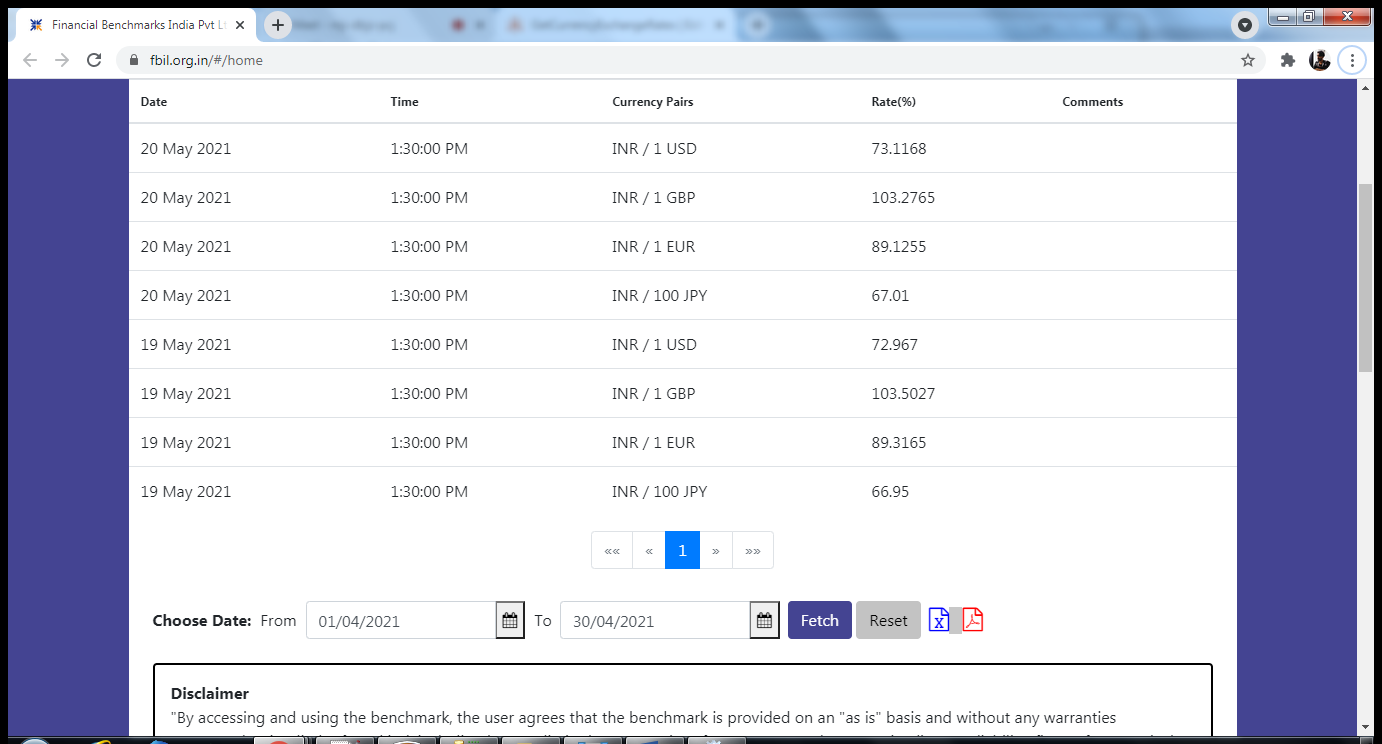 Financial Benchmarks India Pvt Lt
fbil.org.in/#/home
Date Time Currency Pairs Rate(%) Comments
20 May 2021 1:30:00 PM INR / 1 USD 73.1168
20 May 2021 1:30:00 PM INR / 1 GBP 103.2765
20 May 2021 1:30:00 PM INR / 1 EUR 89.1255
20 May 2021 1:30:00 PM INR / 100 JPY 67.01
19 May 2021 1:30:00 PM INR / 1 USD 72.967
19 May 2021 1:30:00 PM INR / 1 GBP 103.5027
19 May 2021 1:30:00 PM INR / 1 EUR 89.3165
19 May 2021 1:30:00 PM INR / 100 JPY 66.95
«« « 1 » »»
Choose Date: From 01/04/2021 To 30/04/2021 Fetch Reset
Disclaimer
"By accessing and using the benchmark, the user agrees that the benchmark is provided on an "as is" basis and without any warranties